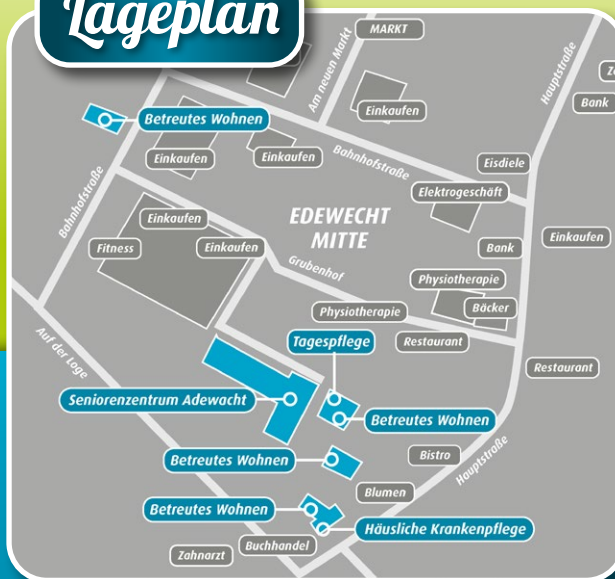 Lageplan
MARKT
Am neuen Markt
Hauptstraße
Bank
Einkaufen
Betreutes Wohnen
Einkaufen
Einkaufen
Bahnhofstraße
Eisdiele
Elektrogeschäft
Bahnhofstraße
Einkaufen
EDEWECHT
MITTE
Fitness
Einkaufen
Bank
Einkaufen
Grubenhof
Physiotherapie
Bäcker
Physiotherapie
Auf der Loge
Tagespflege
Restaurant
Restaurant
Seniorenzentrum Adewacht
Betreutes Wohnen
Betreutes Wohnen
Bistro
Hauptstraße
Blumen
Betreutes Wohnen
Häusliche Krankenpflege
Buchhandel
Zahnarzt